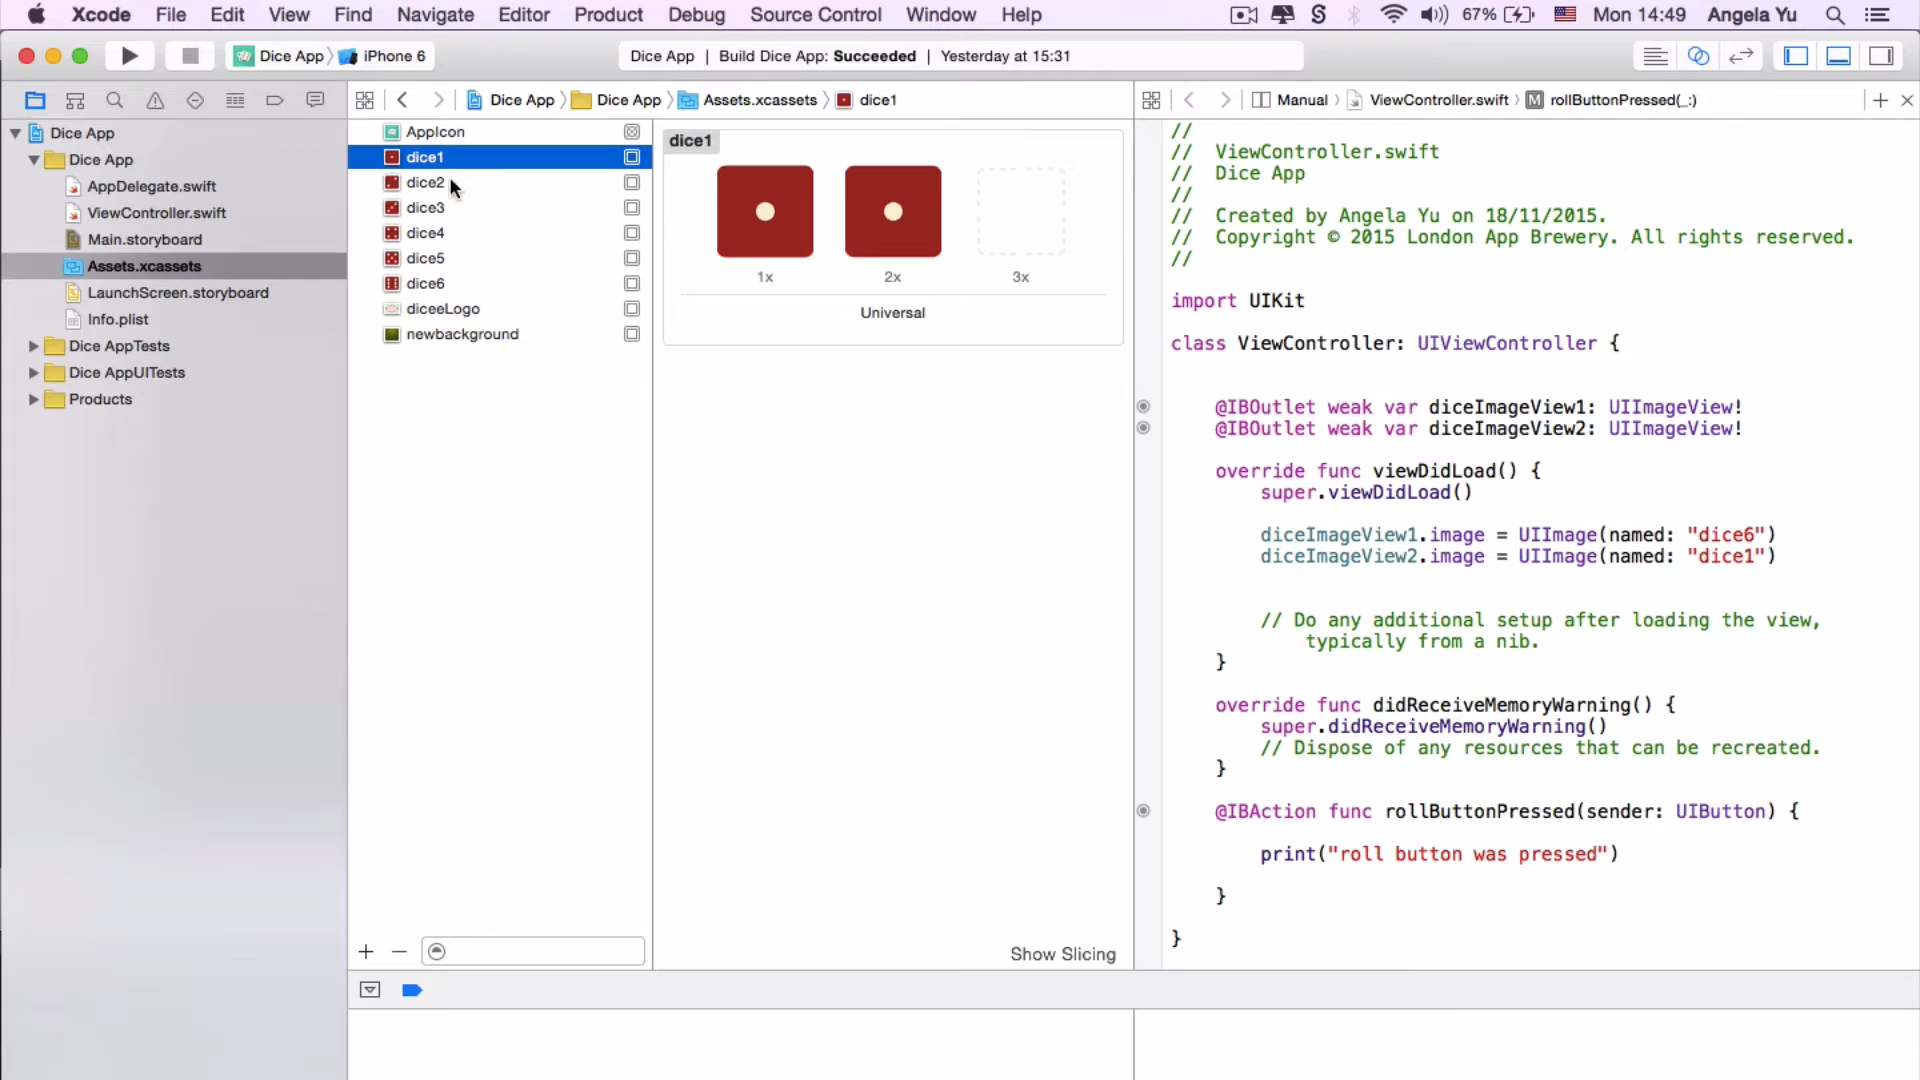 Xcode File Edit View Find Navigate Editor Product Debug Source Control Window Help 67% Mon 14:49 Angela Yu
Dice App iPhone 6 Dice App | Build Dice App: Succeeded | Yesterday at 15:31
Dice App Dice App Assets.xcassets dice1
Manual ViewController.swift M rollButtonPressed(_:)
Dice App
Dice App
AppDelegate.swift
ViewController.swift
Main.storyboard
Assets.xcassets
LaunchScreen.storyboard
Info.plist
Dice AppTests
Dice AppUITests
Products
AppIcon
dice1
dice2
dice3
dice4
dice5
dice6
diceeLogo
newbackground
dice1
1x 2x 3x
Universal
Show Slicing
//
// ViewController.swift
// Dice App
//
// Created by Angela Yu on 18/11/2015.
// Copyright © 2015 London App Brewery. All rights reserved.
//
import UIKit
class ViewController: UIViewController {
@IBOutlet weak var diceImageView1: UIImageView!
@IBOutlet weak var diceImageView2: UIImageView!
override func viewDidLoad() {
super.viewDidLoad()
diceImageView1.image = UIImage(named: "dice6")
diceImageView2.image = UIImage(named: "dice1")
// Do any additional setup after loading the view,
typically from a nib.
}
override func didReceiveMemoryWarning() {
super.didReceiveMemoryWarning()
// Dispose of any resources that can be recreated.
}
@IBAction func rollButtonPressed(sender: UIButton) {
print("roll button was pressed")
}
}